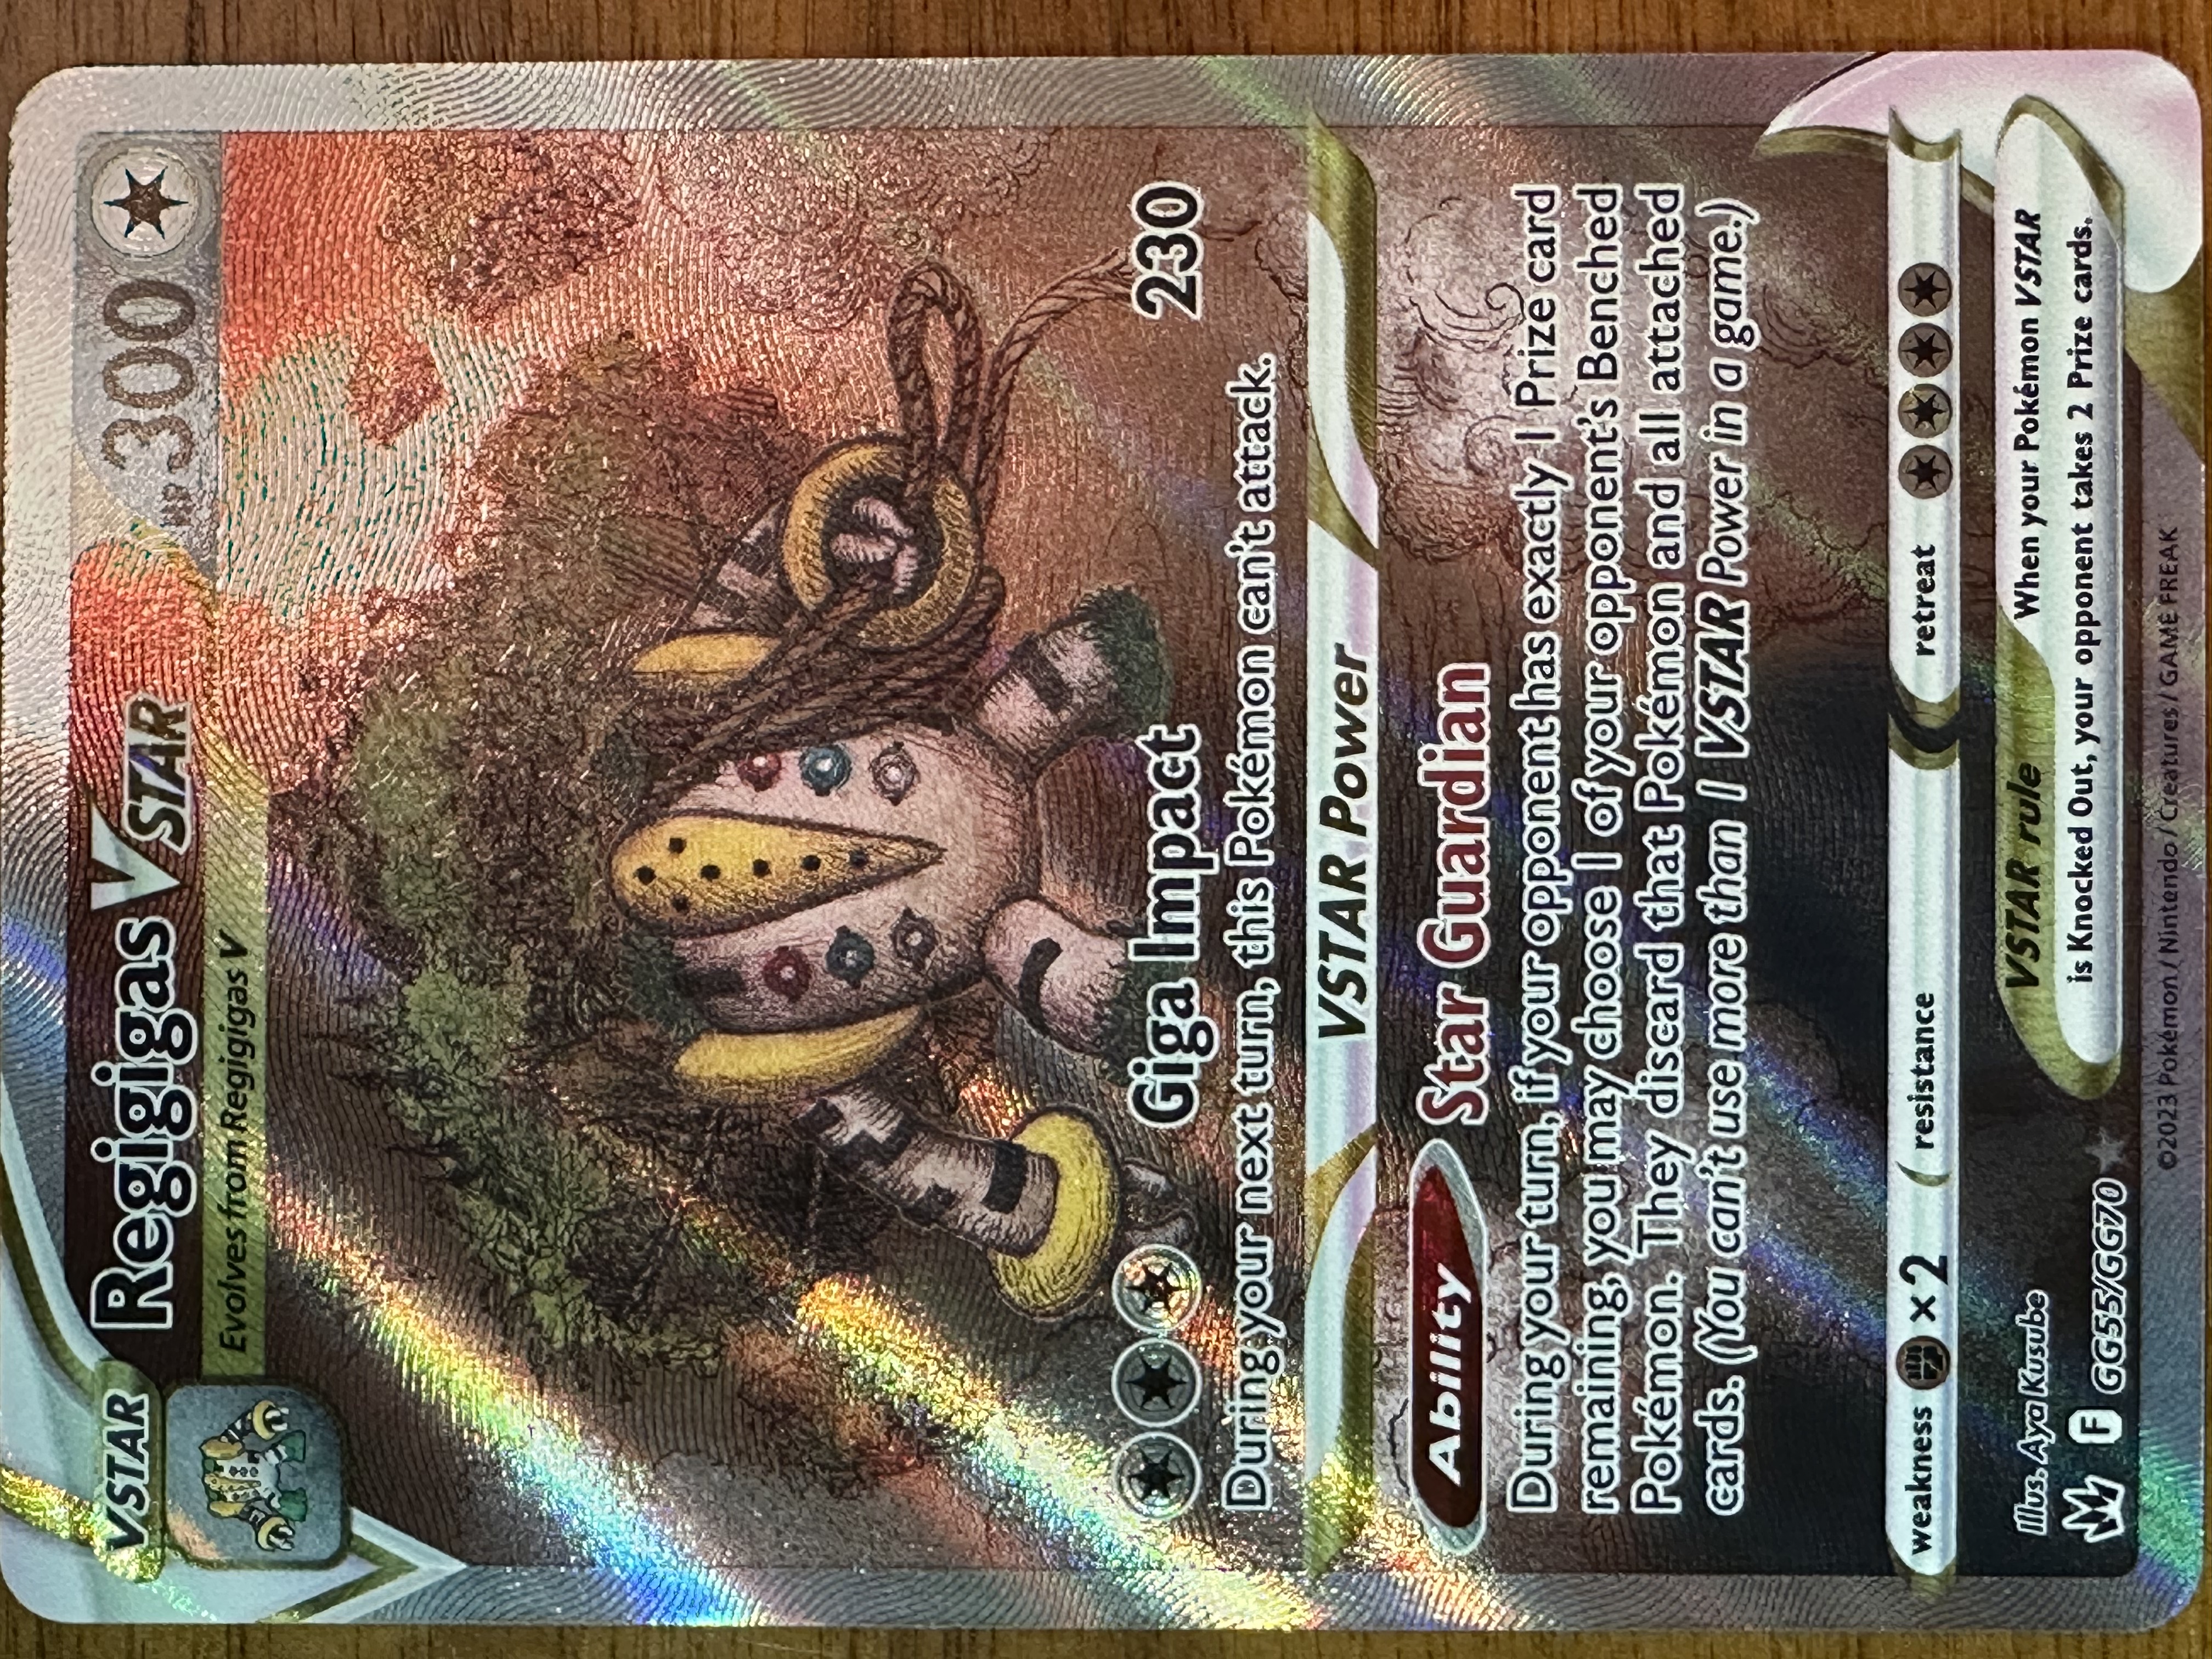 VSTAR
Regigigas VSTAR
HP 300
Evolves from Regigigas V
Giga Impact 230
During your next turn, this Pokémon can't attack.
VSTAR Power
Ability Star Guardian
During your turn, if your opponent has exactly 1 Prize card
remaining, you may choose 1 of your opponent's Benched
Pokémon. They discard that Pokémon and all attached
cards. (You can't use more than 1 VSTAR Power in a game.)
weakness ×2 resistance retreat
Illus. Aya Kusube
VSTAR rule When your Pokémon VSTAR
is Knocked Out, your opponent takes 2 Prize cards.
F GG55/GG70
©2023 Pokémon / Nintendo / Creatures / GAME FREAK